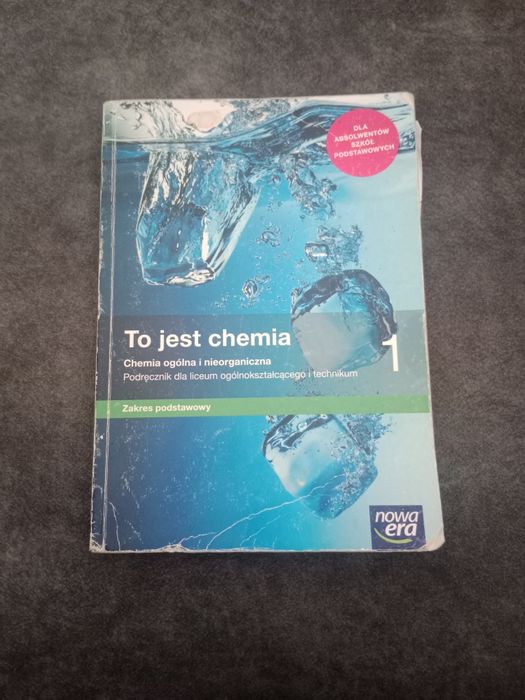 DLA
ABSOLWENTÓW
SZKÓŁ
PODSTAWOWYCH
To jest chemia
1
Chemia ogólna i nieorganiczna
Podręcznik dla liceum ogólnokształcącego i technikum
Zakres podstawowy
nowa
era